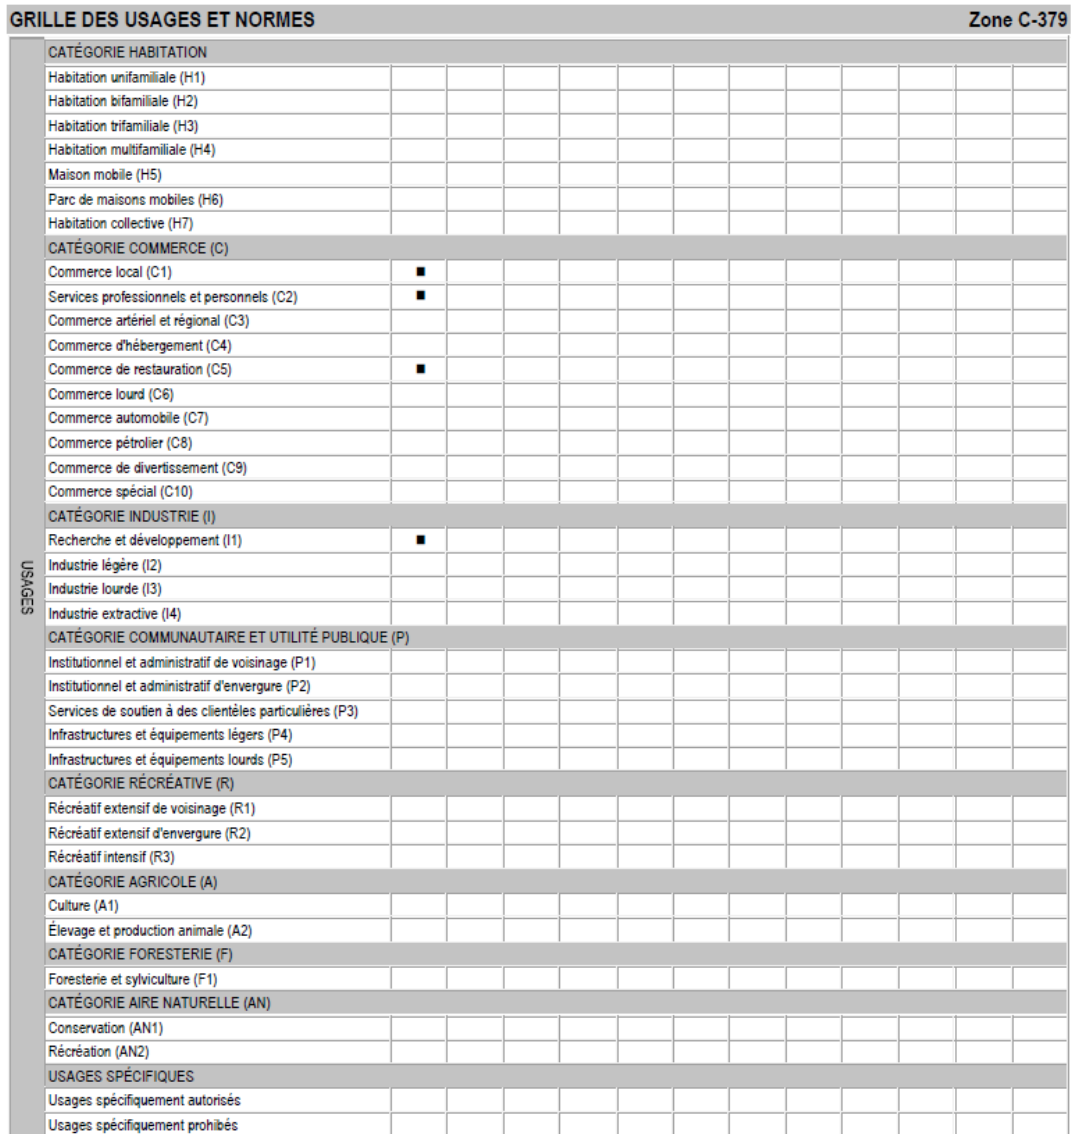 GRILLE DES USAGES ET NORMES Zone C-379
USAGES
CATÉGORIE HABITATION
Habitation unifamiliale (H1)
Habitation bifamiliale (H2)
Habitation trifamiliale (H3)
Habitation multifamiliale (H4)
Maison mobile (H5)
Parc de maisons mobiles (H6)
Habitation collective (H7)
CATÉGORIE COMMERCE (C)
Commerce local (C1) ■
Services professionnels et personnels (C2) ■
Commerce artériel et régional (C3)
Commerce d'hébergement (C4)
Commerce de restauration (C5) ■
Commerce lourd (C6)
Commerce automobile (C7)
Commerce pétrolier (C8)
Commerce de divertissement (C9)
Commerce spécial (C10)
CATÉGORIE INDUSTRIE (I)
Recherche et développement (I1) ■
Industrie légère (I2)
Industrie lourde (I3)
Industrie extractive (I4)
CATÉGORIE COMMUNAUTAIRE ET UTILITÉ PUBLIQUE (P)
Institutionnel et administratif de voisinage (P1)
Institutionnel et administratif d'envergure (P2)
Services de soutien à des clientèles particulières (P3)
Infrastructures et équipements légers (P4)
Infrastructures et équipements lourds (P5)
CATÉGORIE RÉCRÉATIVE (R)
Récréatif extensif de voisinage (R1)
Récréatif extensif d'envergure (R2)
Récréatif intensif (R3)
CATÉGORIE AGRICOLE (A)
Culture (A1)
Élevage et production animale (A2)
CATÉGORIE FORESTERIE (F)
Foresterie et sylviculture (F1)
CATÉGORIE AIRE NATURELLE (AN)
Conservation (AN1)
Récréation (AN2)
USAGES SPÉCIFIQUES
Usages spécifiquement autorisés
Usages spécifiquement prohibés